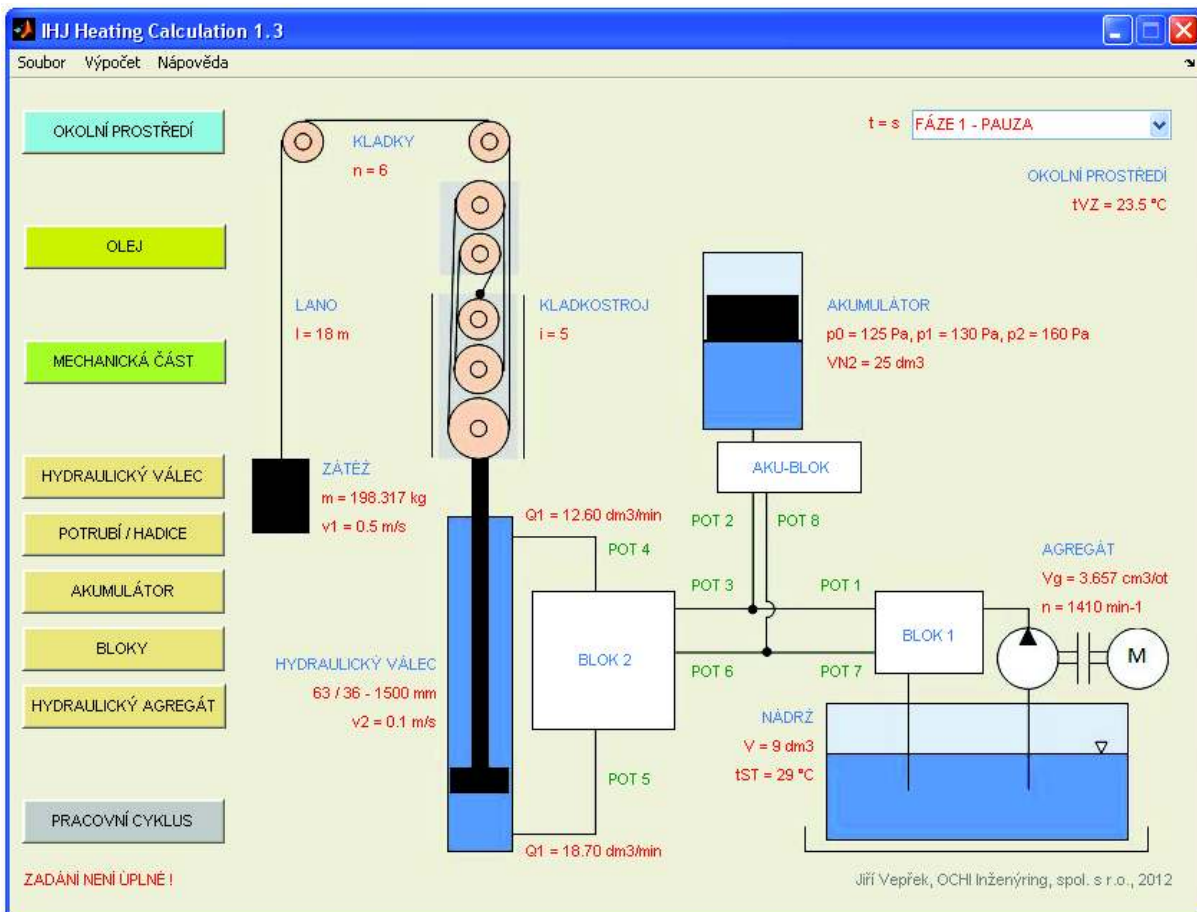 IHJ Heating Calculation 1.3
Soubor Výpočet Nápověda
OKOLNÍ PROSTŘEDÍ
OLEJ
MECHANICKÁ ČÁST
HYDRAULICKÝ VÁLEC
POTRUBÍ / HADICE
AKUMULÁTOR
BLOKY
HYDRAULICKÝ AGREGÁT
PRACOVNÍ CYKLUS
ZADÁNÍ NENÍ ÚPLNÉ !
KLADKY
n = 6
LANO
l = 18 m
KLADKOSTROJ
i = 5
ZÁTĚŽ
m = 198.317 kg
v1 = 0.5 m/s
t = s FÁZE 1 - PAUZA
OKOLNÍ PROSTŘEDÍ
tVZ = 23.5 °C
AKUMULÁTOR
p0 = 125 Pa, p1 = 130 Pa, p2 = 160 Pa
VN2 = 25 dm3
AKU-BLOK
Q1 = 12.60 dm3/min
POT 2
POT 8
POT 4
POT 3
POT 1
AGREGÁT
Vg = 3.657 cm3/ot
n = 1410 min-1
BLOK 1
M
BLOK 2
HYDRAULICKÝ VÁLEC
63 / 36 - 1500 mm
v2 = 0.1 m/s
POT 6
POT 7
NÁDRŽ
V = 9 dm3
tST = 29 °C
POT 5
Q1 = 18.70 dm3/min
Jiří Vepřek, OCHI Inženýring, spol. s r.o., 2012